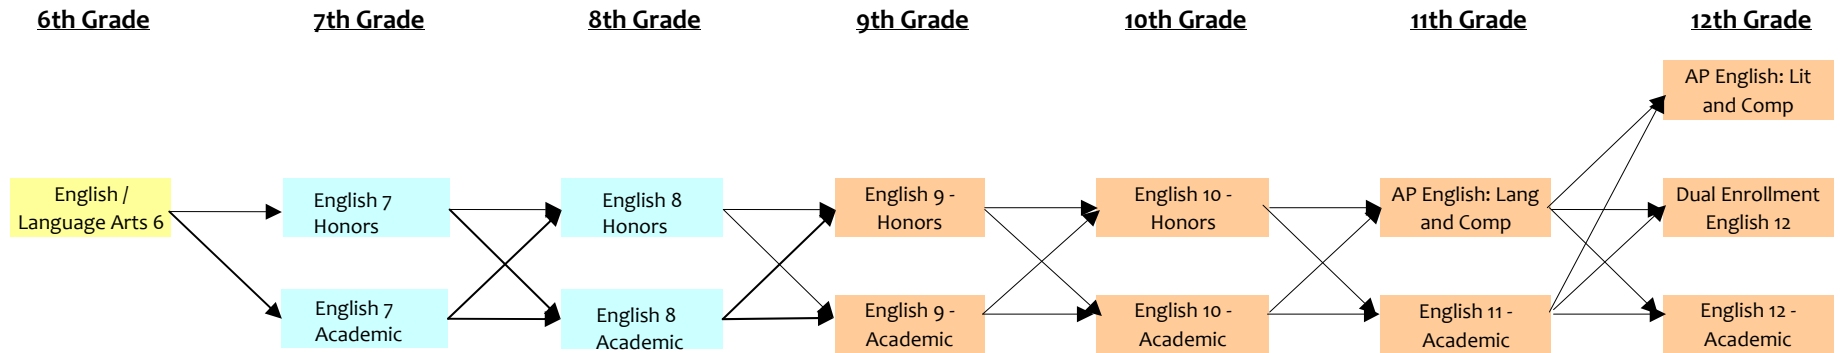 6th Grade
7th Grade
8th Grade
9th Grade
10th Grade
11th Grade
12th Grade
AP English: Lit
and Comp
English /
Language Arts 6
English 7
Honors
English 8
Honors
English 9 -
Honors
English 10 -
Honors
AP English: Lang
and Comp
Dual Enrollment
English 12
English 7
Academic
English 8
Academic
English 9 -
Academic
English 10 -
Academic
English 11 -
Academic
English 12 -
Academic